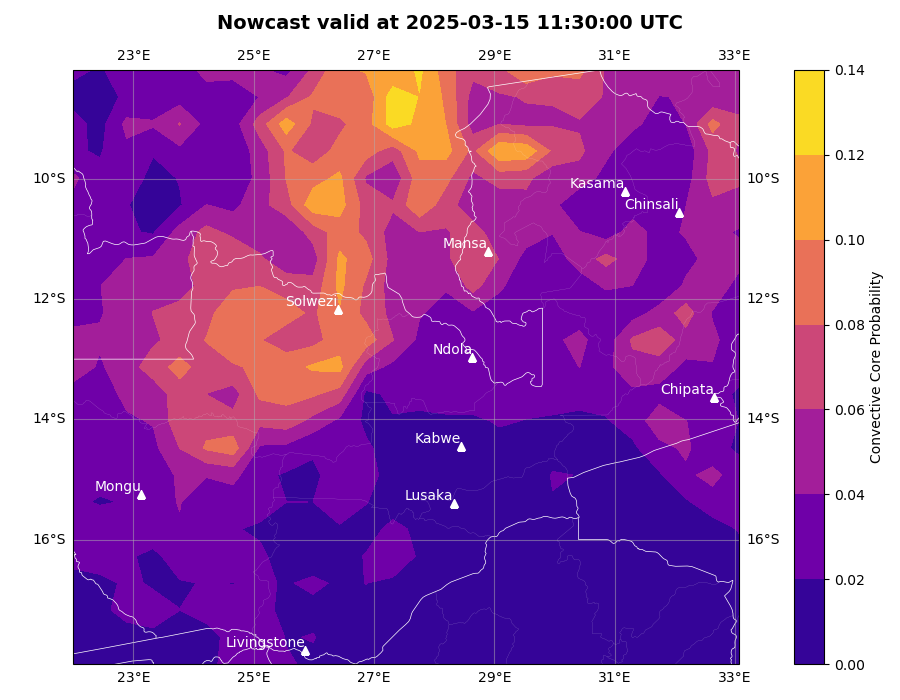 Nowcast valid at 2025-03-15 11:30:00 UTC
23°E 25°E 27°E 29°E 31°E 33°E
0.14
0.12
10°S 10°S
Kasama
Chinsali
0.10
Mansa
12°S 12°S
Solwezi
0.08
Ndola
Chipata
0.06
14°S 14°S
Kabwe
Mongu
Lusaka
0.04
16°S 16°S
0.02
Livingstone
0.00
23°E 25°E 27°E 29°E 31°E 33°E
Convective Core Probability